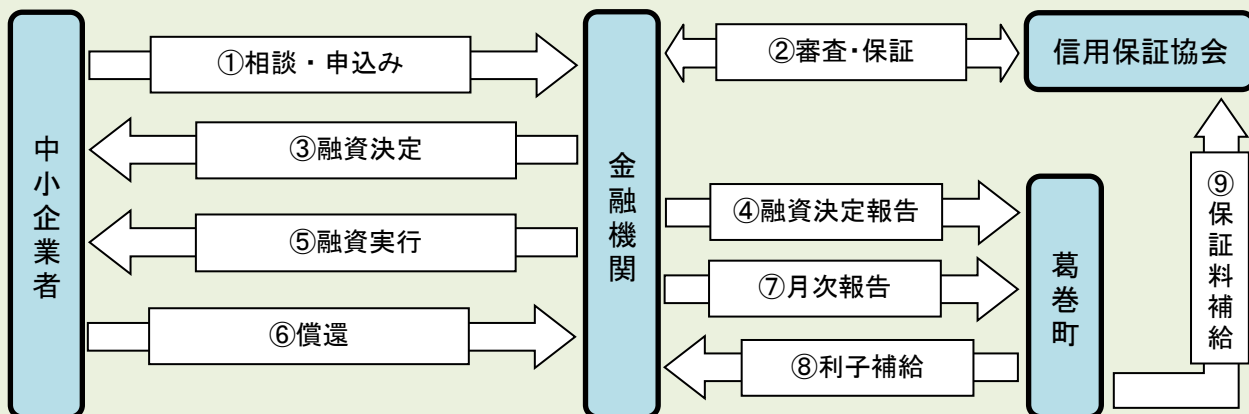 中小企業者
①相談・申込み
③融資決定
⑤融資実行
⑥償還
金融機関
②審査・保証
④融資決定報告
⑦月次報告
⑧利子補給
信用保証協会
葛巻町
⑨保証料補給